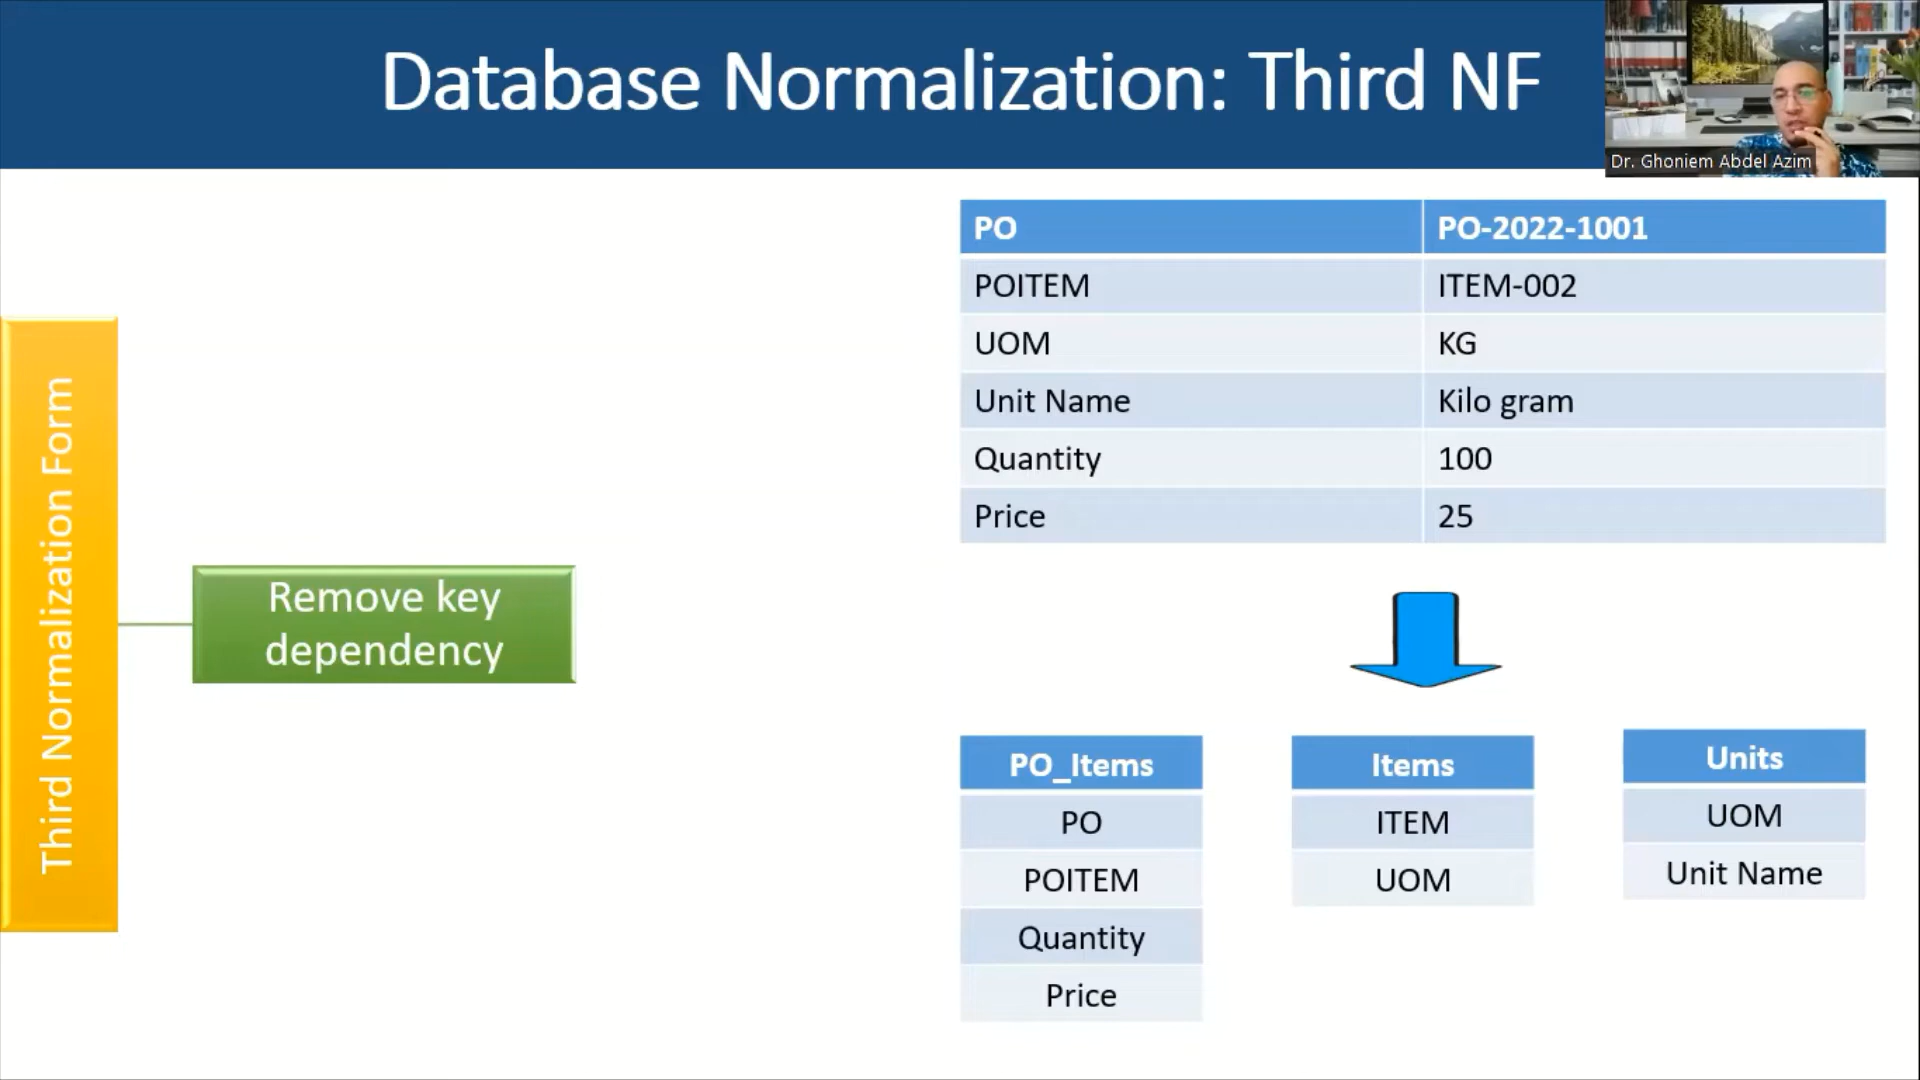 Database Normalization: Third NF
Dr. Ghoniem Abdel Azim
Third Normalization Form
Remove key
dependency
PO PO-2022-1001
POITEM ITEM-002
UOM KG
Unit Name Kilo gram
Quantity 100
Price 25
PO_Items
PO
POITEM
Quantity
Price
Items
ITEM
UOM
Units
UOM
Unit Name